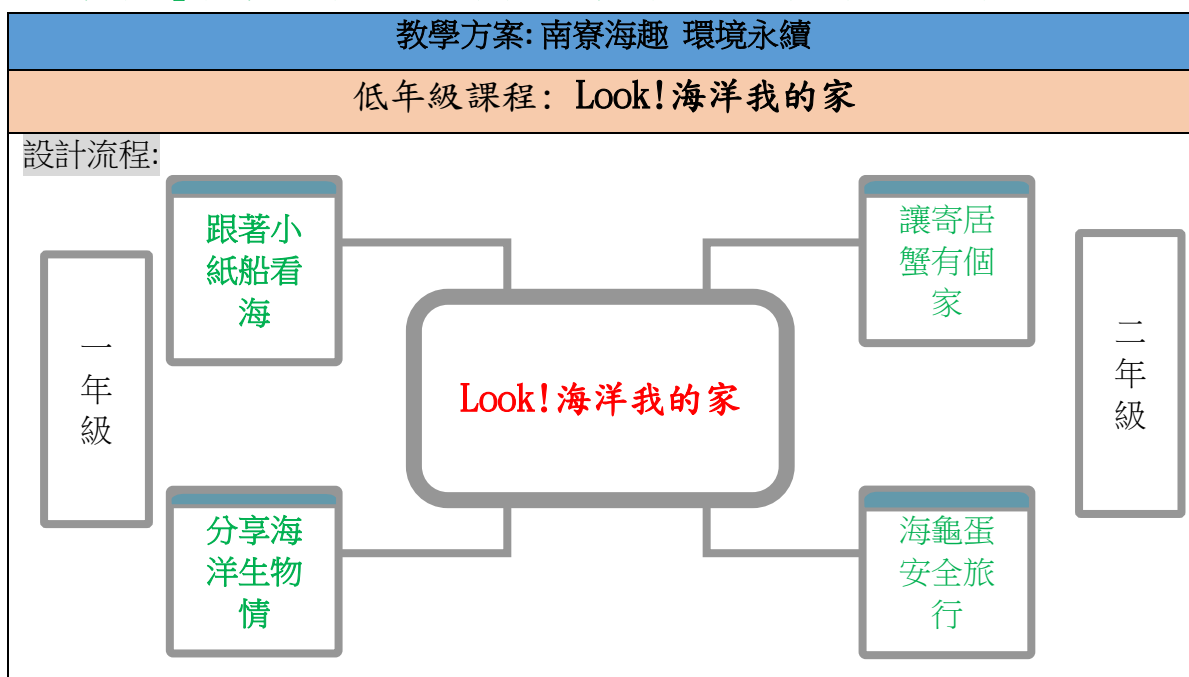 教學方案:南寮海趣 環境永續
低年級課程: Look!海洋我的家
設計流程:
一
年
級
跟著小
紙船看
海
分享海
洋生物
情
Look!海洋我的家
讓寄居
蟹有個
家
海龜蛋
安全旅
行
二
年
級